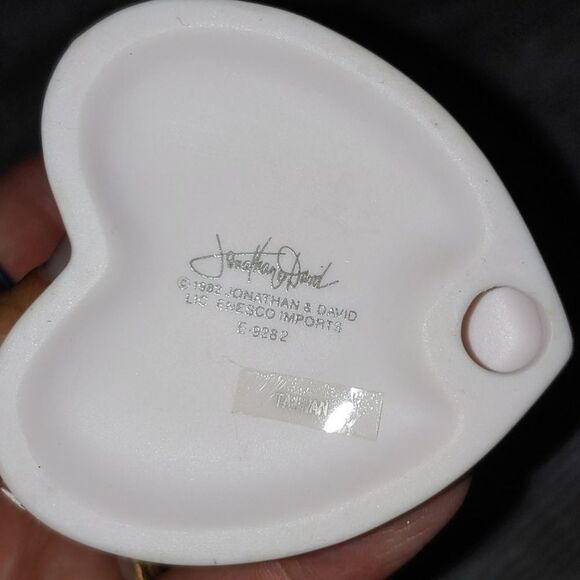 Jonathan & David
© 1982 JONATHAN & DAVID
LIC. ENESCO IMPORTS
E-9282
TAIWAN